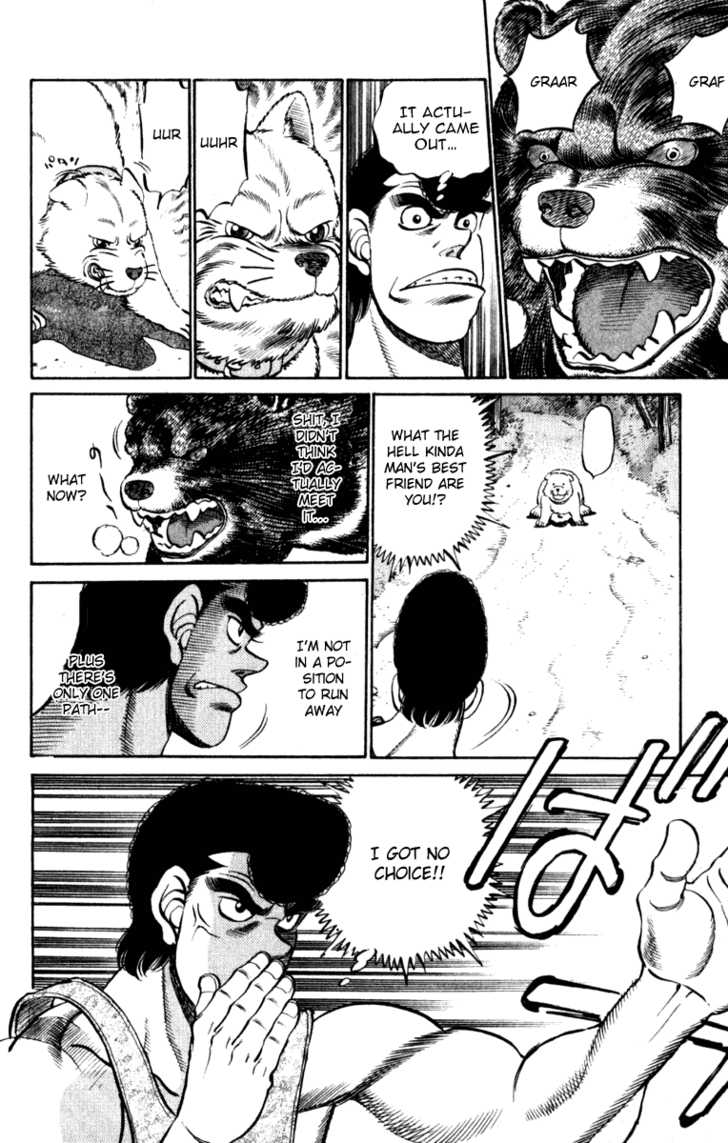 GRAF
GRAAR
IT ACTU-
ALLY CAME
OUT...
UUHR
UUR
WHAT THE
HELL KINDA
MAN'S BEST
FRIEND ARE
YOU!?
SHIT, I
DIDN'T
THINK
I'D AC-
TUALLY
MEET
IT...
WHAT
NOW?
I'M NOT
IN A PO-
SITION
TO RUN
AWAY
PLUS
THERE'S
ONLY ONE
PATH--
I GOT NO
CHOICE!!
ば